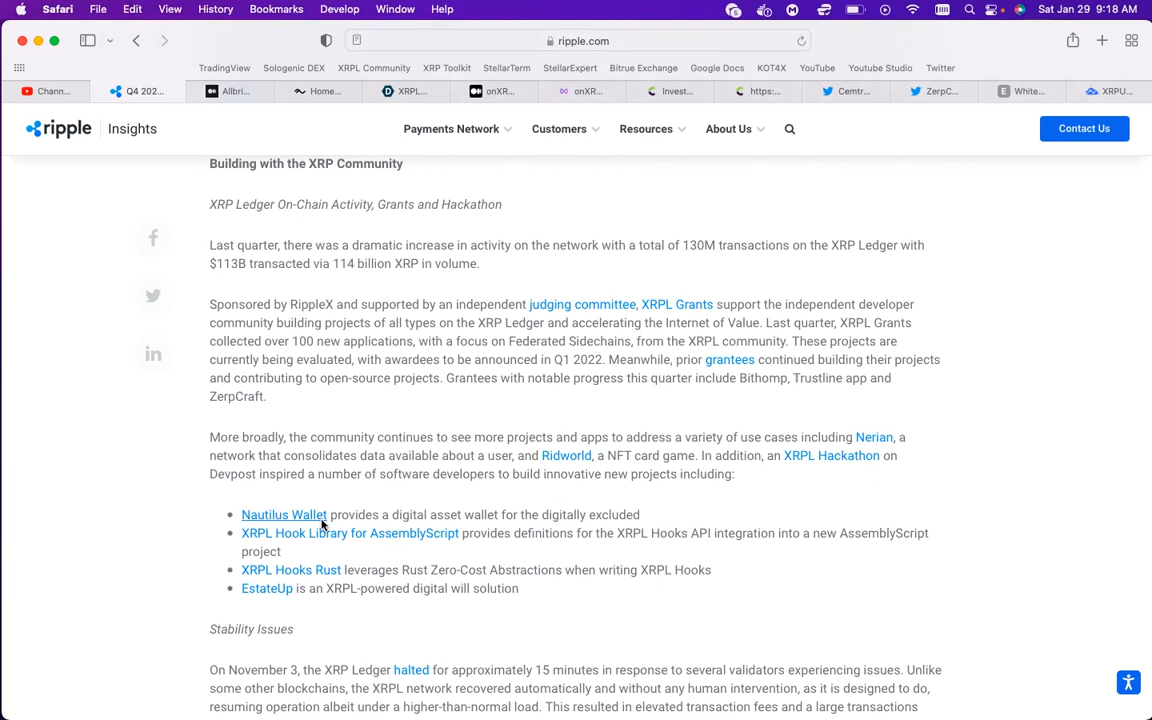 Safari File Edit View History Bookmarks Develop Window Help Sat Jan 29 9:18 AM
ripple.com
TradingView Sologenic DEX XRPL Community XRP Toolkit StellarTerm StellarExpert Bitrue Exchange Google Docs KOT4X YouTube Youtube Studio Twitter
Chann... Q4 202... Allbri... Home... XRPL... onXR... onXR... Invest... https:... Cemtr... ZerpC... White... XRPU...
ripple Insights Payments Network Customers Resources About Us Contact Us
Building with the XRP Community
XRP Ledger On-Chain Activity, Grants and Hackathon
Last quarter, there was a dramatic increase in activity on the network with a total of 130M transactions on the XRP Ledger with
$113B transacted via 114 billion XRP in volume.
Sponsored by RippleX and supported by an independent judging committee, XRPL Grants support the independent developer
community building projects of all types on the XRP Ledger and accelerating the Internet of Value. Last quarter, XRPL Grants
collected over 100 new applications, with a focus on Federated Sidechains, from the XRPL community. These projects are
currently being evaluated, with awardees to be announced in Q1 2022. Meanwhile, prior grantees continued building their projects
and contributing to open-source projects. Grantees with notable progress this quarter include Bithomp, Trustline app and
ZerpCraft.
More broadly, the community continues to see more projects and apps to address a variety of use cases including Nerian, a
network that consolidates data available about a user, and Ridworld, a NFT card game. In addition, an XRPL Hackathon on
Devpost inspired a number of software developers to build innovative new projects including:
• Nautilus Wallet provides a digital asset wallet for the digitally excluded
• XRPL Hook Library for AssemblyScript provides definitions for the XRPL Hooks API integration into a new AssemblyScript
project
• XRPL Hooks Rust leverages Rust Zero-Cost Abstractions when writing XRPL Hooks
• EstateUp is an XRPL-powered digital will solution
Stability Issues
On November 3, the XRP Ledger halted for approximately 15 minutes in response to several validators experiencing issues. Unlike
some other blockchains, the XRPL network recovered automatically and without any human intervention, as it is designed to do,
resuming operation albeit under a higher-than-normal load. This resulted in elevated transaction fees and a large transactions